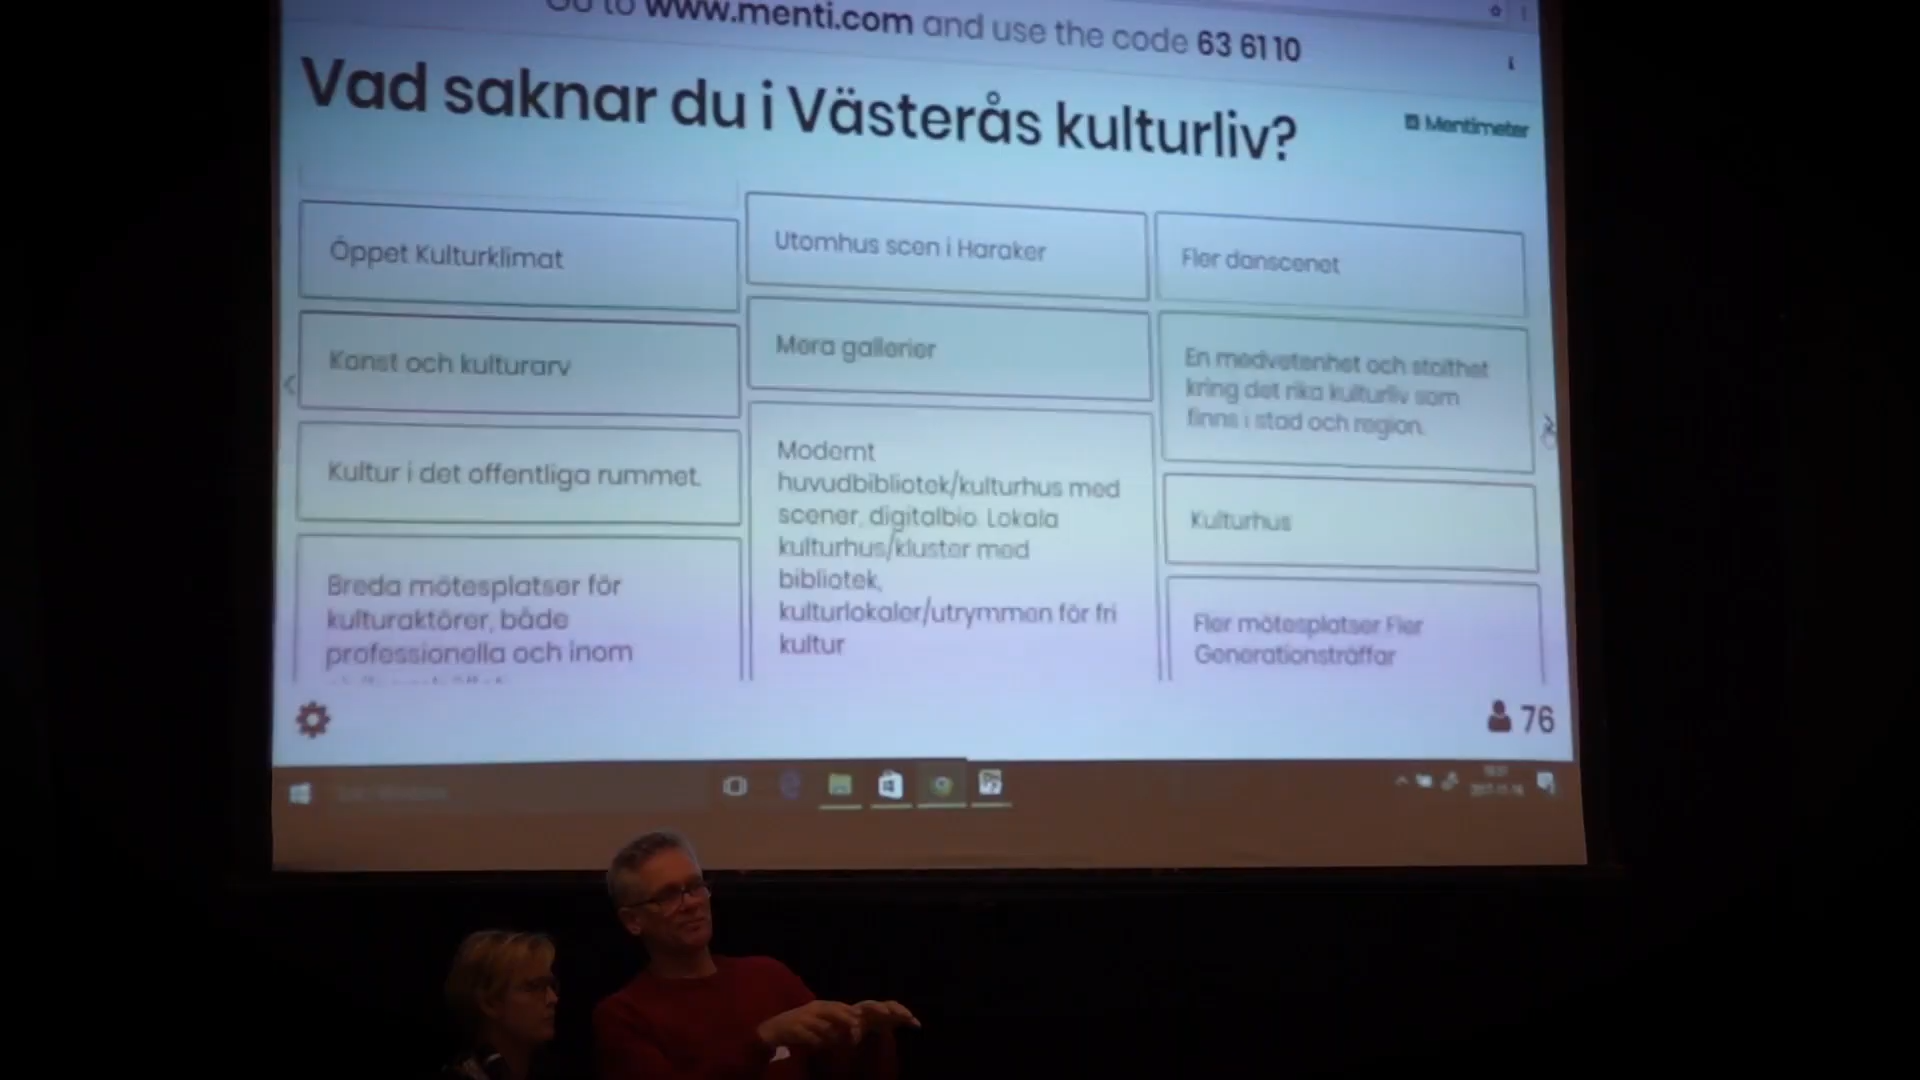 Go to www.menti.com and use the code 63 61 10
Vad saknar du i Västerås kulturliv?
Mentimeter
Öppet Kulturklimat
Konst och kulturarv
Kultur i det offentliga rummet.
Breda mötesplatser för
kulturaktörer, både
professionella och inom
Utomhus scen i Haraker
Mera gallerier
Modernt
huvudbibliotek/kulturhus med
scener, digitalbio. Lokala
kulturhus/kluster med
bibliotek,
kulturlokaler/utrymmen för fri
kultur
Fler danscenet
En medvetenhet och stolthet
kring det rika kulturliv som
finns i stad och region.
Kulturhus
Fler mötesplatser Fler
Generationsträffar
76